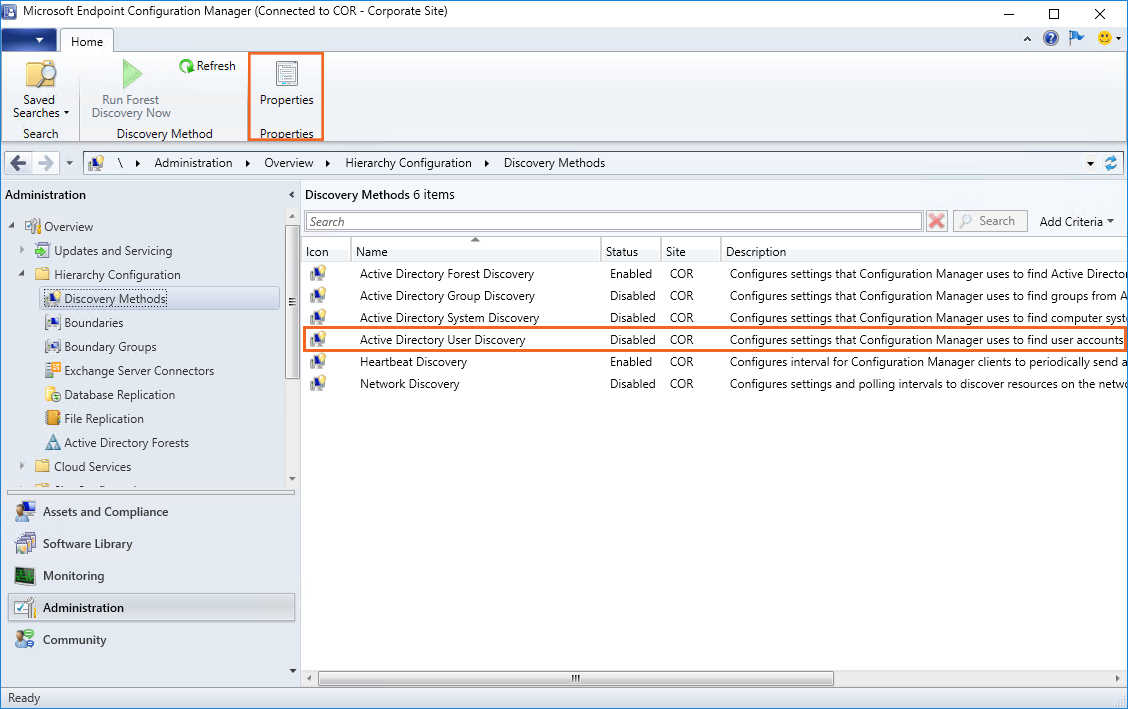 Microsoft Endpoint Configuration Manager (Connected to COR - Corporate Site)
Home
Saved Searches
Search
Run Forest Discovery Now
Refresh
Discovery Method
Properties
Properties
\ Administration Overview Hierarchy Configuration Discovery Methods
Administration
Overview
Updates and Servicing
Hierarchy Configuration
Discovery Methods
Boundaries
Boundary Groups
Exchange Server Connectors
Database Replication
File Replication
Active Directory Forests
Cloud Services
Assets and Compliance
Software Library
Monitoring
Administration
Community
Discovery Methods 6 items
Search Search Add Criteria
Icon Name Status Site Description
Active Directory Forest Discovery Enabled COR Configures settings that Configuration Manager uses to find Active Director
Active Directory Group Discovery Disabled COR Configures settings that Configuration Manager uses to find groups from A
Active Directory System Discovery Disabled COR Configures settings that Configuration Manager uses to find computer syst
Active Directory User Discovery Disabled COR Configures settings that Configuration Manager uses to find user accounts
Heartbeat Discovery Enabled COR Configures interval for Configuration Manager clients to periodically send a
Network Discovery Disabled COR Configures settings and polling intervals to discover resources on the netwo
Ready